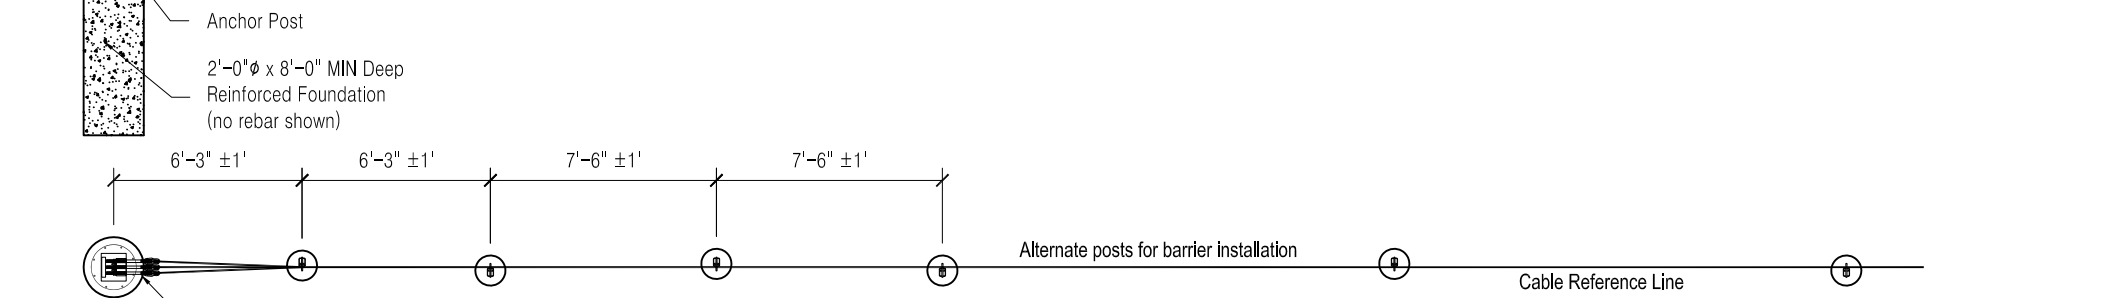 Anchor Post
2'-0"ø x 8'-0" MIN Deep
Reinforced Foundation
(no rebar shown)
6'-3" ±1'
6'-3" ±1'
7'-6" ±1'
7'-6" ±1'
Alternate posts for barrier installation
Cable Reference Line